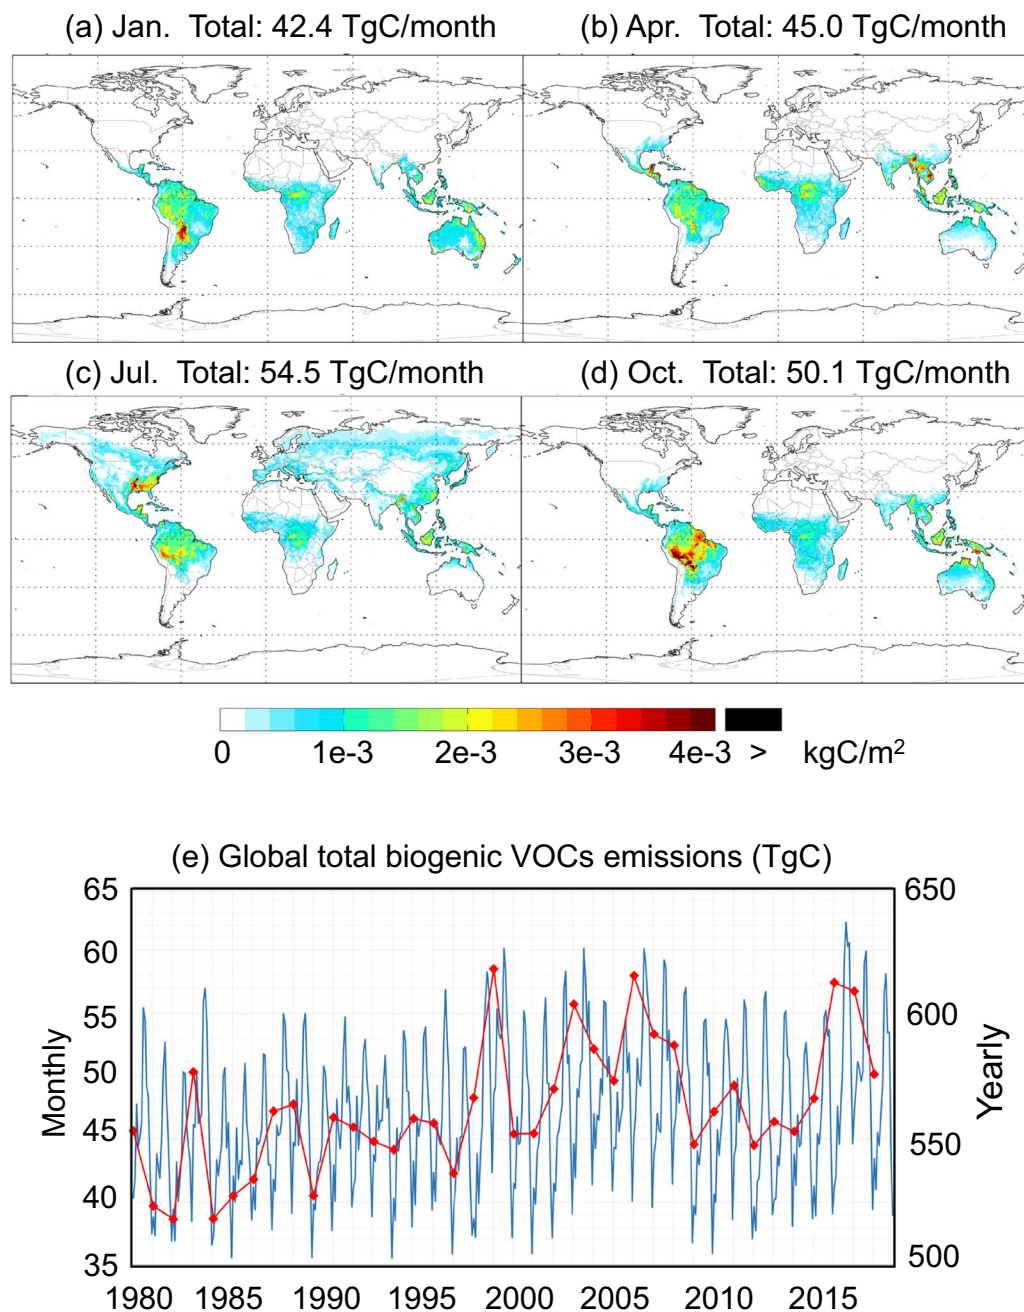 (a) Jan. Total: 42.4 TgC/month
(b) Apr. Total: 45.0 TgC/month
(c) Jul. Total: 54.5 TgC/month
(d) Oct. Total: 50.1 TgC/month
0 1e-3 2e-3 3e-3 4e-3 > kgC/m²
(e) Global total biogenic VOCs emissions (TgC)
65 650
60
55 600
50
45 550
40
35 500
Monthly
Yearly
1980 1985 1990 1995 2000 2005 2010 2015